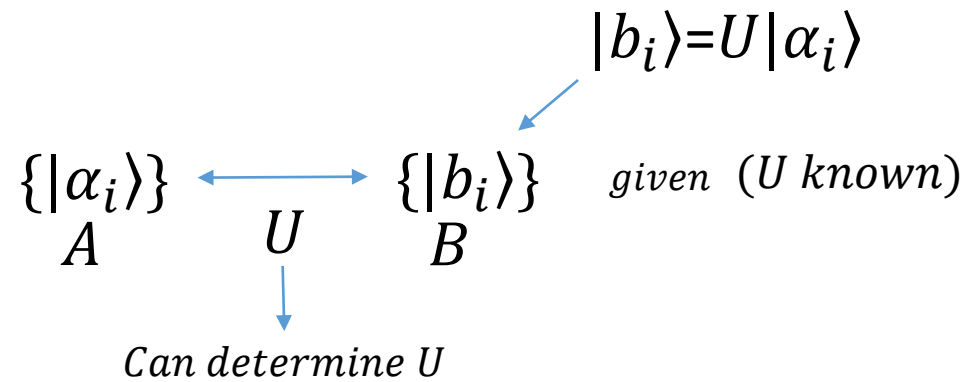 |b_i⟩=U|α_i⟩
{|α_i⟩} {|b_i⟩} given (U known)
A U B
Can determine U